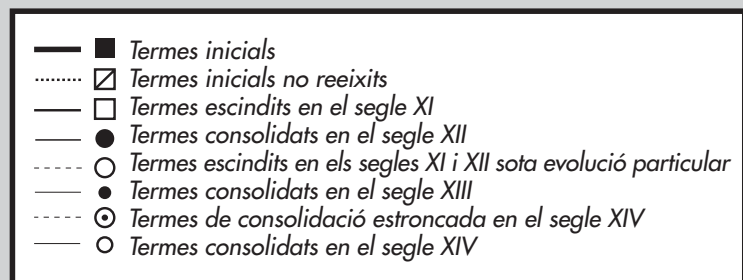 Termes inicials
Termes inicials no reeixits
Termes escindits en el segle XI
Termes consolidats en el segle XII
Termes escindits en els segles XI i XII sota evolució particular
Termes consolidats en el segle XIII
Termes de consolidació estroncada en el segle XIV
Termes consolidats en el segle XIV